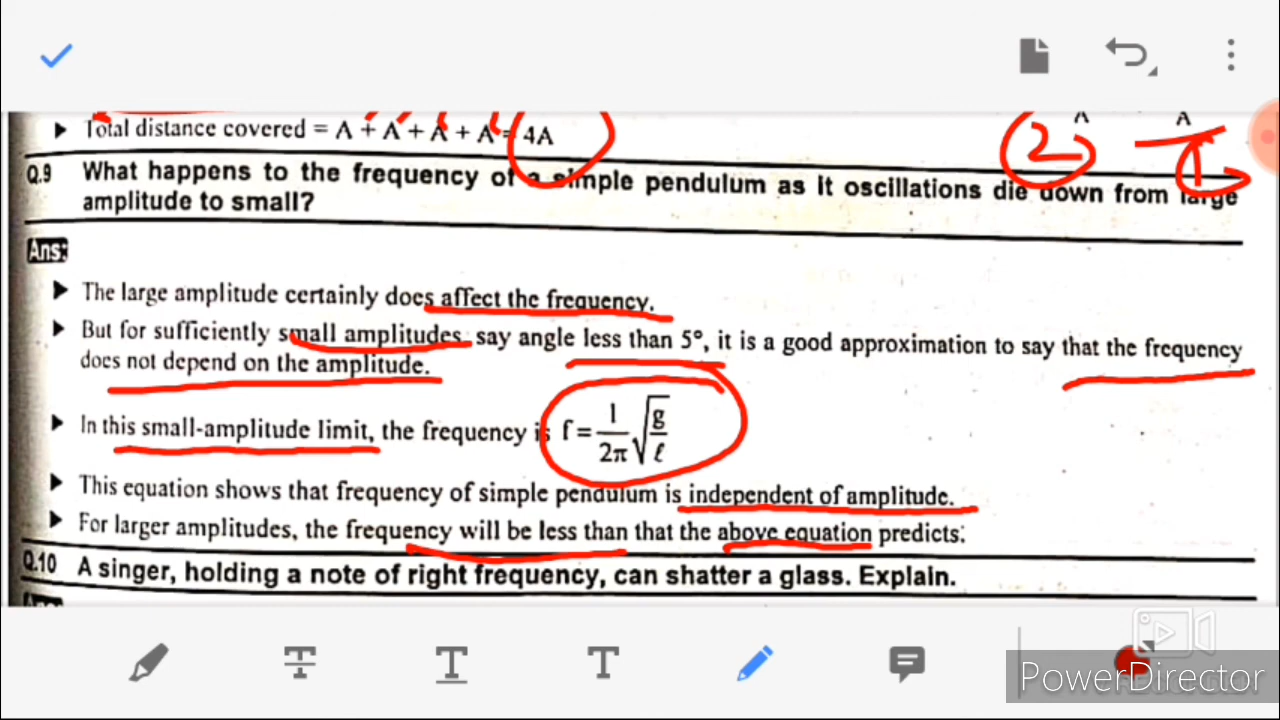 A A
Total distance covered = A + A + A + A = 4A
2 1
Q.9 What happens to the frequency of a simple pendulum as it oscillations die down from large
amplitude to small?
Ans:
The large amplitude certainly does affect the frequency.
But for sufficiently small amplitudes, say angle less than 5°, it is a good approximation to say that the frequency
does not depend on the amplitude.
In this small-amplitude limit, the frequency is f = 1/2π √g/ℓ
This equation shows that frequency of simple pendulum is independent of amplitude.
For larger amplitudes, the frequency will be less than that the above equation predicts.
Q.10 A singer, holding a note of right frequency, can shatter a glass. Explain.
T T T
PowerDirector